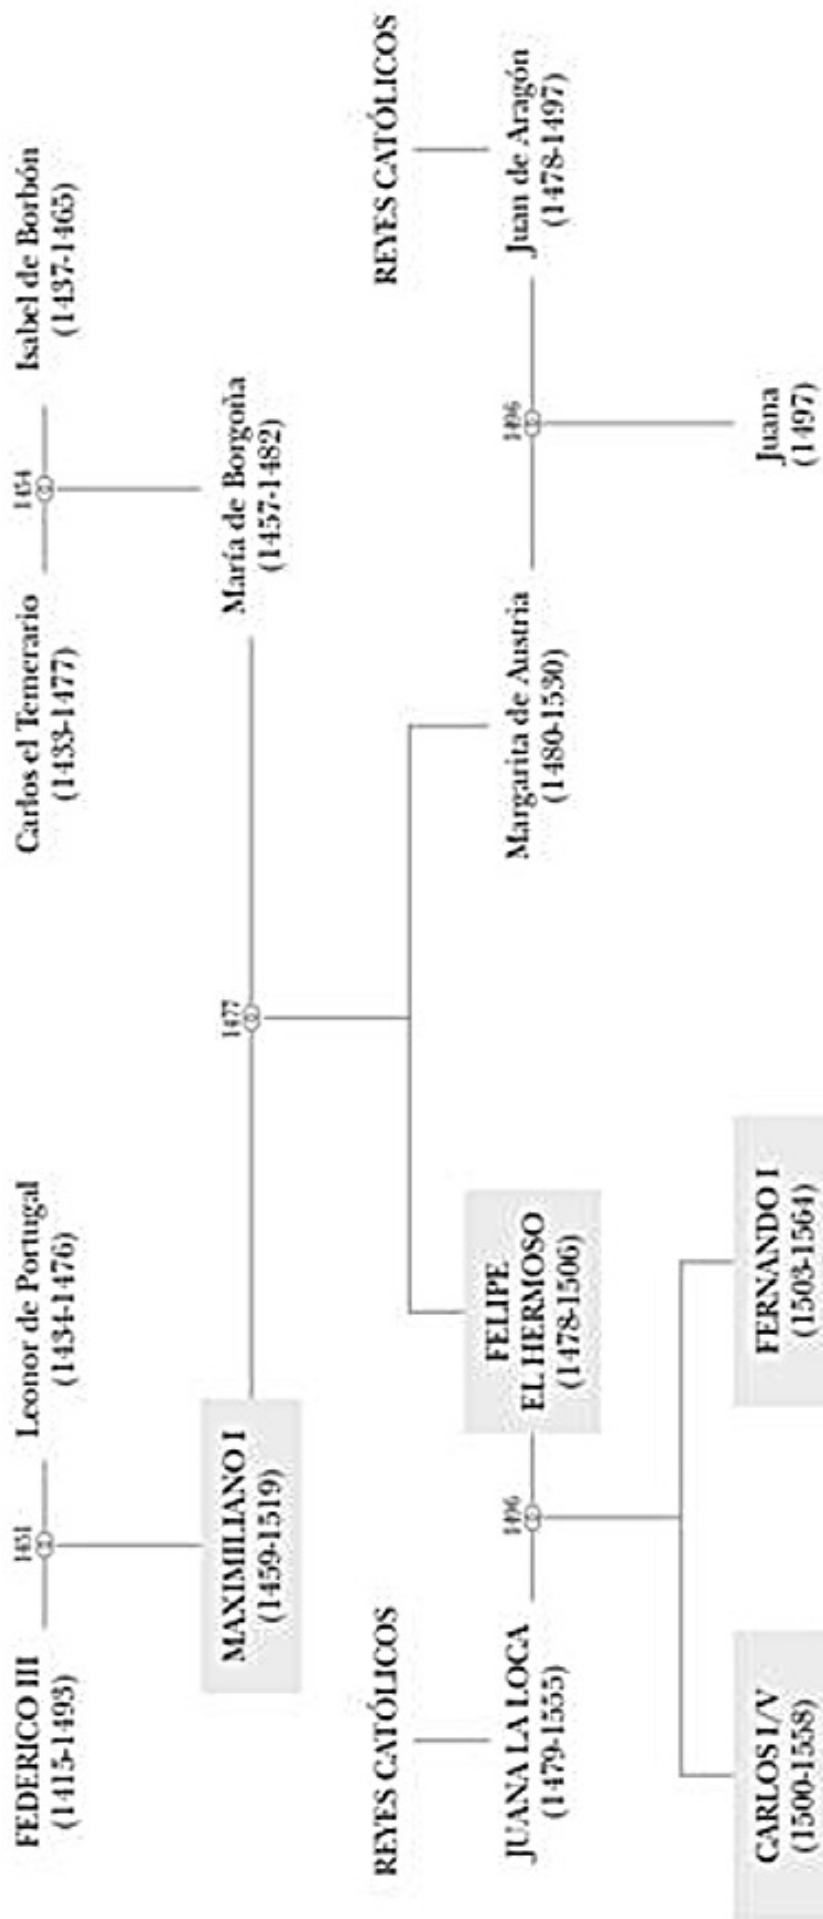 1451
FEDERICO III
(1415-1493)
Leonor de Portugal
(1434-1476)
1454
Carlos el Temerario
(1433-1477)
Isabel de Borbón
(1437-1465)
1477
MAXIMILIANO I
(1459-1519)
María de Borgoña
(1457-1482)
REYES CATÓLICOS
REYES CATÓLICOS
1496
JUANA LA LOCA
(1479-1555)
FELIPE
EL HERMOSO
(1478-1506)
1496
Margarita de Austria
(1480-1530)
Juan de Aragón
(1478-1497)
CARLOS I/V
(1500-1558)
FERNANDO I
(1503-1564)
Juana
(1497)